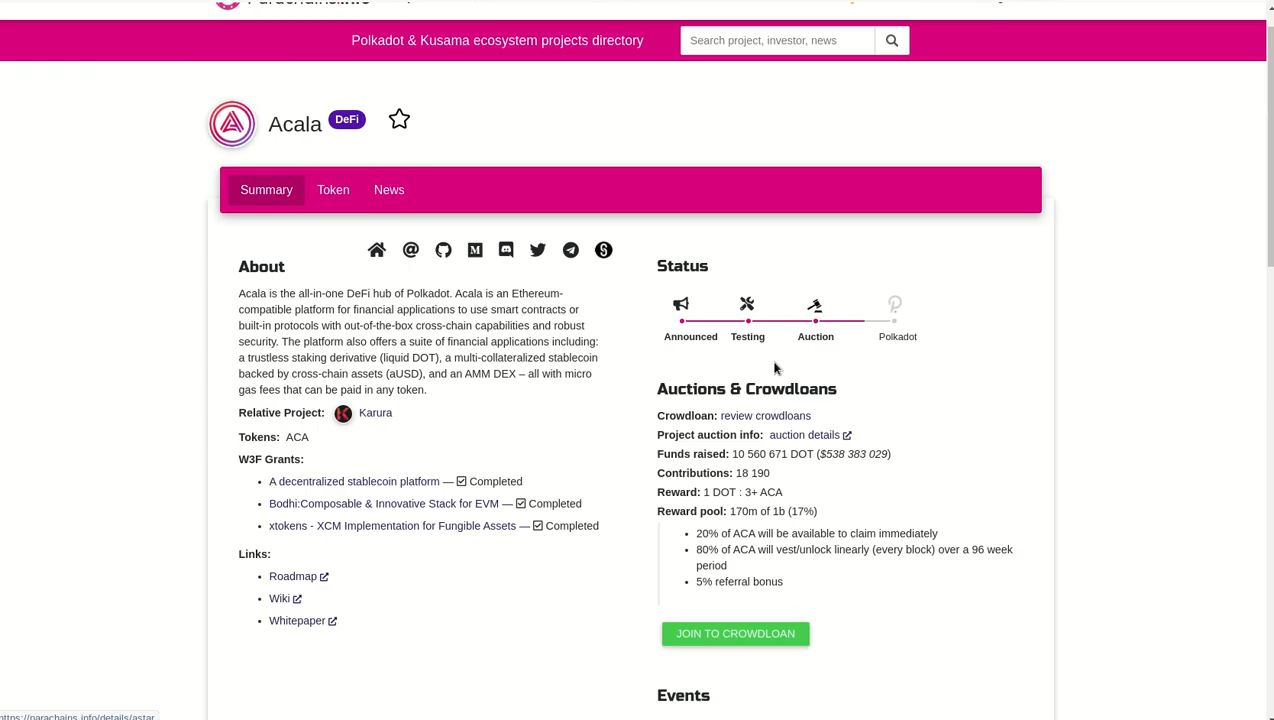 Polkadot & Kusama ecosystem projects directory
Search project, investor, news
Acala DeFi
Summary Token News
About
Acala is the all-in-one DeFi hub of Polkadot. Acala is an Ethereum-
compatible platform for financial applications to use smart contracts or
built-in protocols with out-of-the-box cross-chain capabilities and robust
security. The platform also offers a suite of financial applications including:
a trustless staking derivative (liquid DOT), a multi-collateralized stablecoin
backed by cross-chain assets (aUSD), and an AMM DEX – all with micro
gas fees that can be paid in any token.
Relative Project: Karura
Tokens: ACA
W3F Grants:
A decentralized stablecoin platform — Completed
Bodhi:Composable & Innovative Stack for EVM — Completed
xtokens - XCM Implementation for Fungible Assets — Completed
Links:
Roadmap
Wiki
Whitepaper
Status
Announced Testing Auction Polkadot
Auctions & Crowdloans
Crowdloan: review crowdloans
Project auction info: auction details
Funds raised: 10 560 671 DOT ($538 383 029)
Contributions: 18 190
Reward: 1 DOT : 3+ ACA
Reward pool: 170m of 1b (17%)
20% of ACA will be available to claim immediately
80% of ACA will vest/unlock linearly (every block) over a 96 week
period
5% referral bonus
JOIN TO CROWDLOAN
Events
https://parachains.info/details/astar